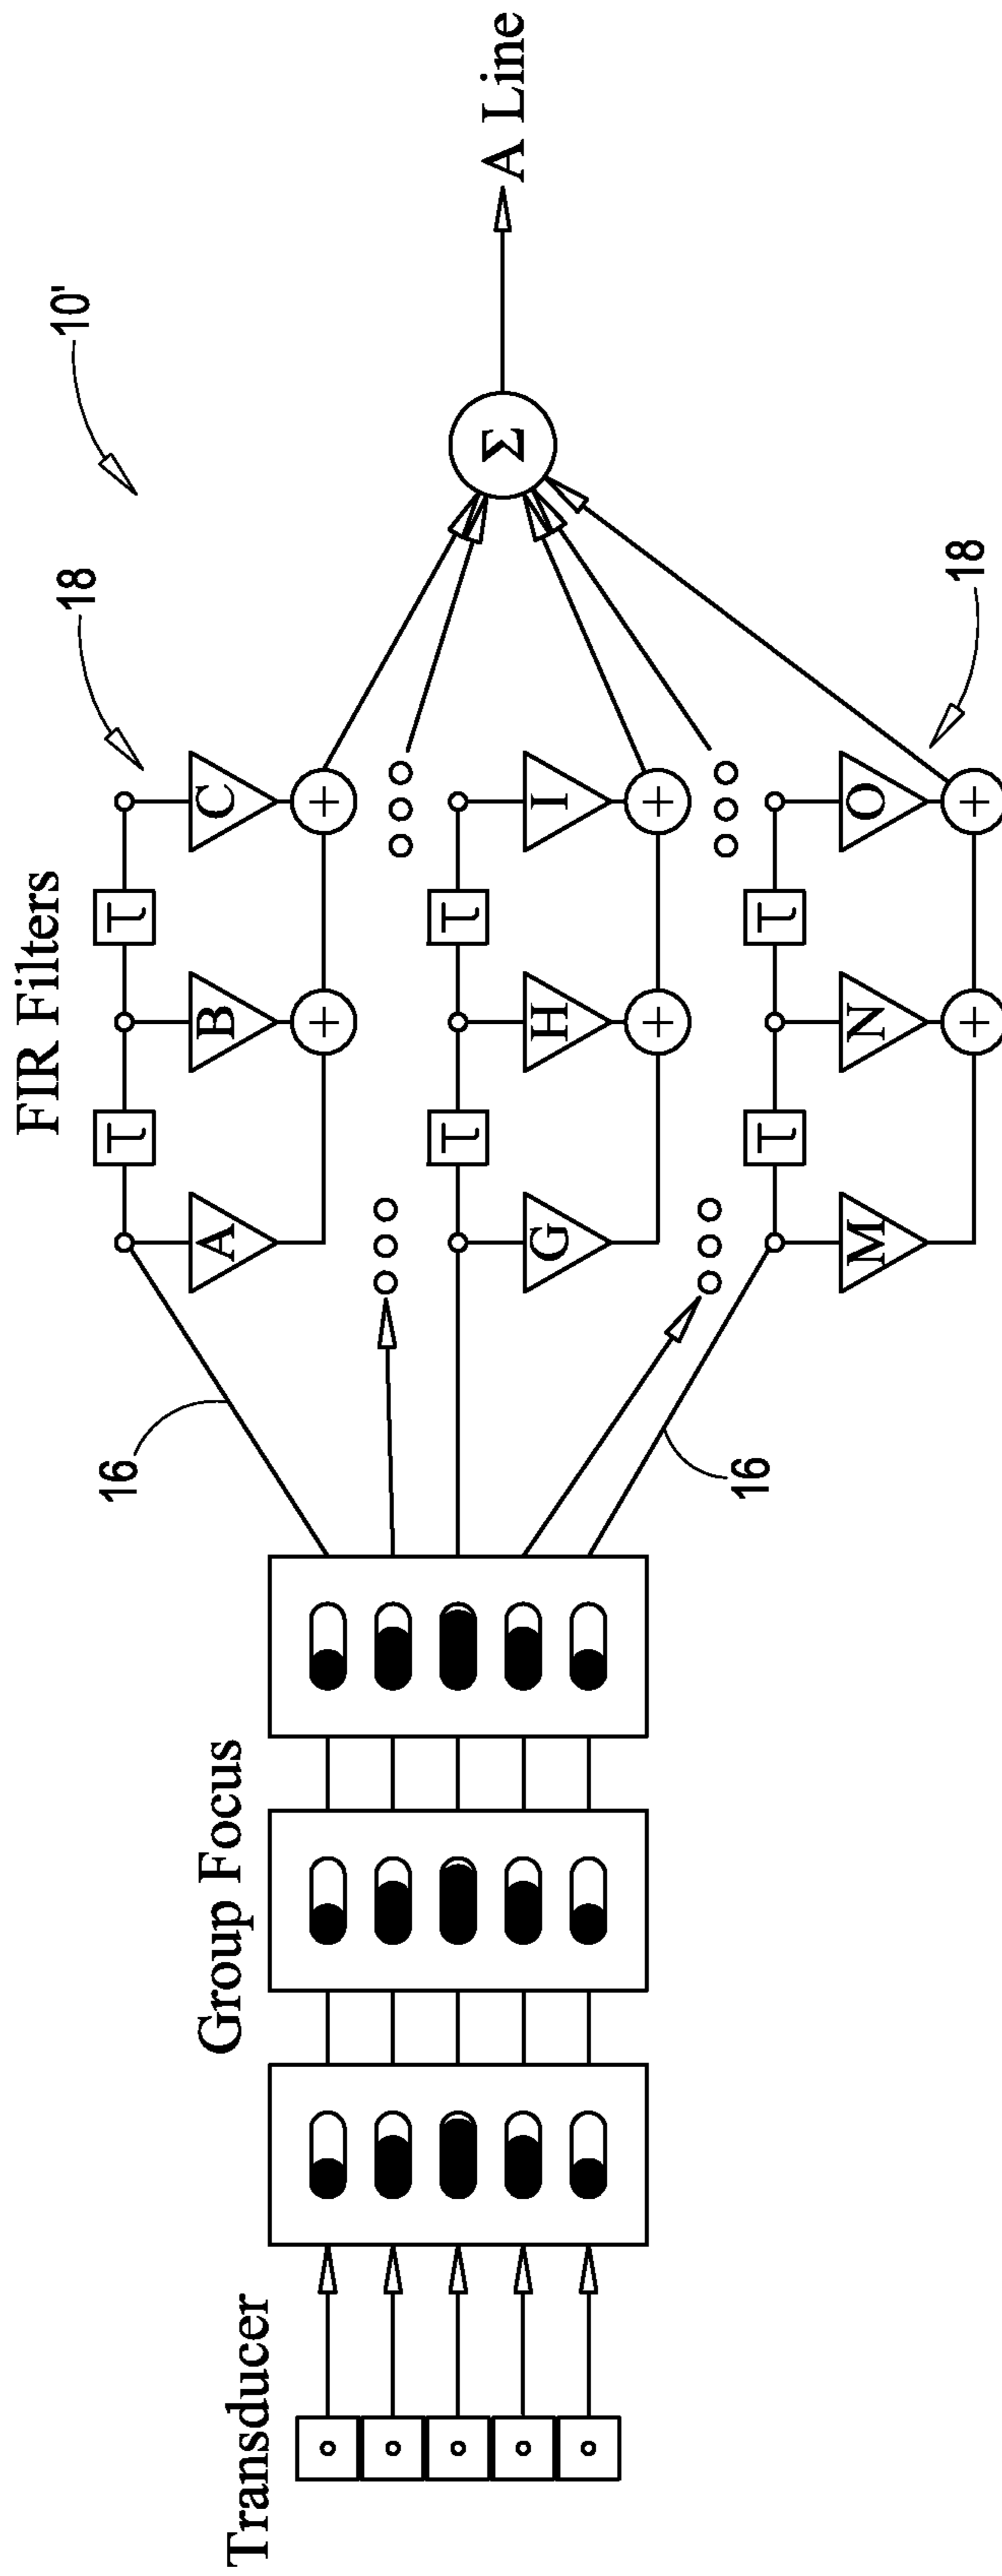 Transducer
Group Focus
FIR Filters
10'
18
16
A
τ
B
τ
C
+
+
G
τ
H
τ
I
+
+
16
M
τ
N
τ
O
+
+
18
Σ
A Line